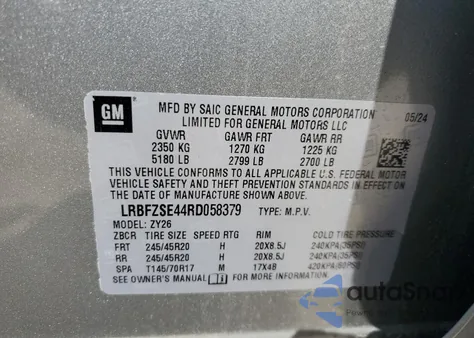 GM
MFD BY SAIC GENERAL MOTORS CORPORATION 05/24
LIMITED FOR GENERAL MOTORS LLC
GVWR GAWR FRT GAWR RR
2350 KG 1270 KG 1225 KG
5180 LB 2799 LB 2700 LB
THIS VEHICLE CONFORMS TO ALL APPLICABLE U.S. FEDERAL MOTOR
VEHICLE SAFETY, BUMPER, AND THEFT PREVENTION STANDARDS IN
EFFECT ON THE DATE OF MANUFACTURE SHOWN ABOVE.
LRBFZSE44RD058379 TYPE: M.P.V.
MODEL: ZY26
ZBCR TIRE SIZE SPEED RTG RIM
FRT 245/45R20 H 20X8.5J 240KPA(35PSI)
RR 245/45R20 H 20X8.5J 240KPA(35PSI)
SPA T145/70R17 M 17X4B 420KPA(60PSI)
SEE OWNER'S MANUAL FOR MORE INFORMATION.
autoSna